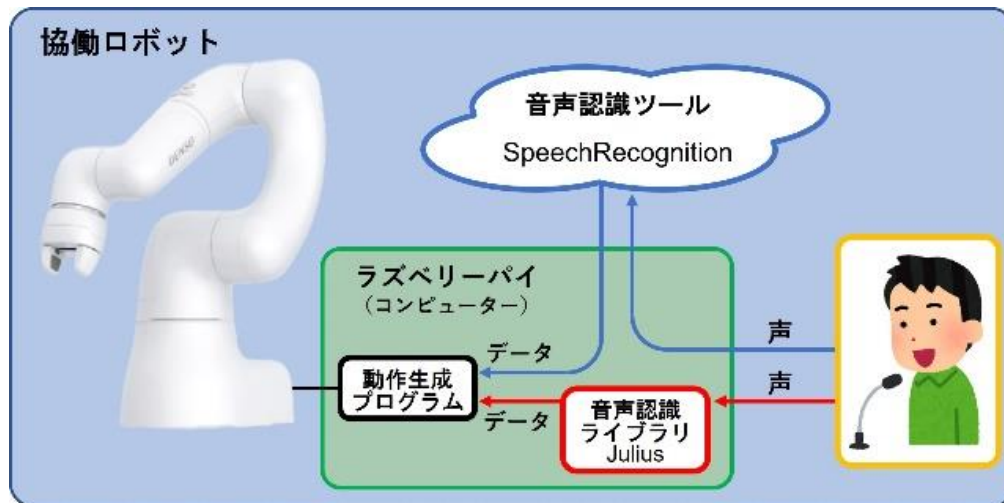 協働ロボット
DENSO
音声認識ツール
SpeechRecognition
ラズベリーパイ
（コンピューター）
声
データ
声
動作生成
プログラム
データ
音声認識
ライブラリ
Julius